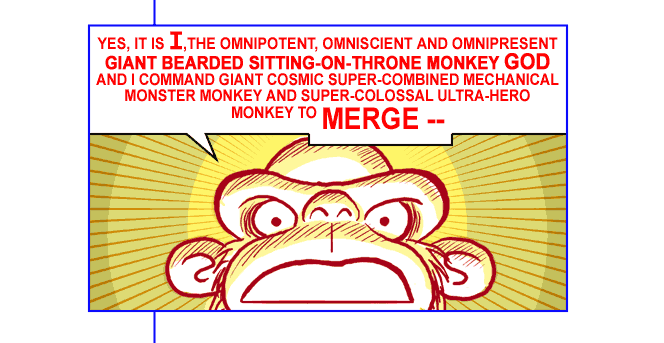 YES, IT IS I,THE OMNIPOTENT, OMNISCIENT AND OMNIPRESENT
GIANT BEARDED SITTING-ON-THRONE MONKEY GOD
AND I COMMAND GIANT COSMIC SUPER-COMBINED MECHANICAL
MONSTER MONKEY AND SUPER-COLOSSAL ULTRA-HERO
MONKEY TO MERGE --